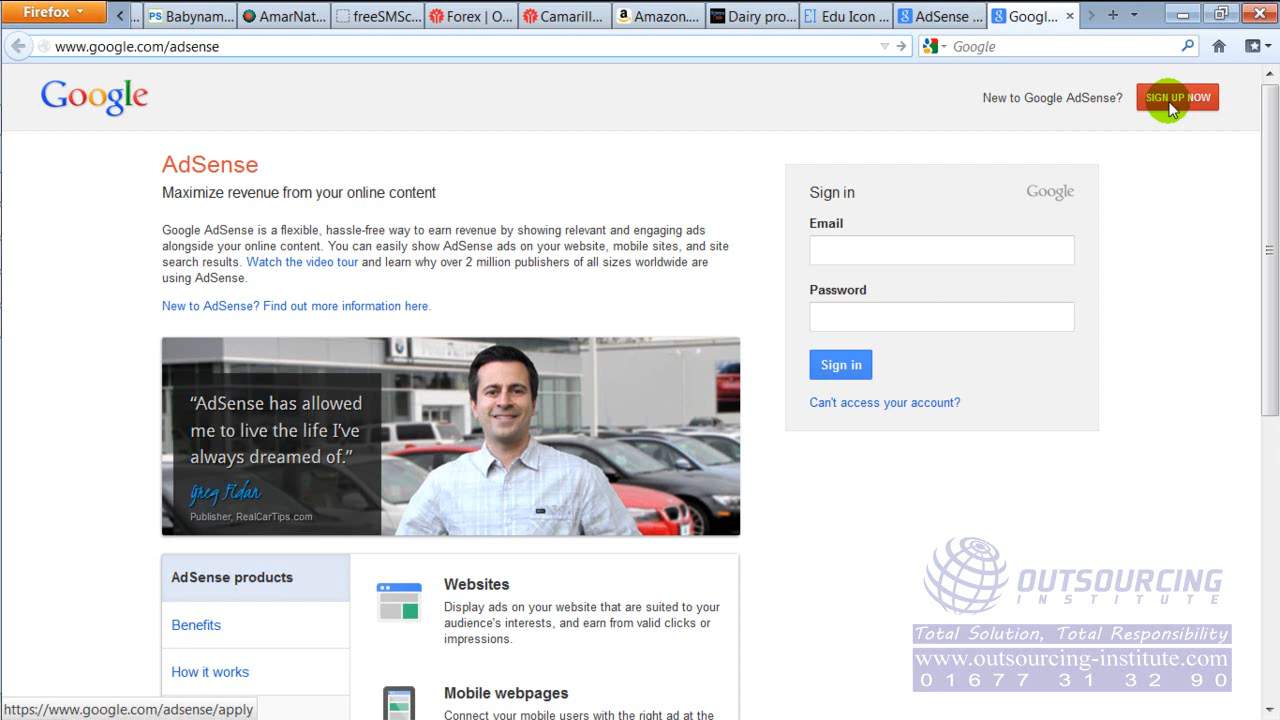 Firefox
Babynam...
AmarNat...
freeSMSc...
Forex | O...
Camarill...
Amazon....
Dairy pro...
Edu Icon ...
AdSense ...
Googl...
www.google.com/adsense
Google
Google
New to Google AdSense?
SIGN UP NOW
AdSense
Maximize revenue from your online content
Google AdSense is a flexible, hassle-free way to earn revenue by showing relevant and engaging ads
alongside your online content. You can easily show AdSense ads on your website, mobile sites, and site
search results. Watch the video tour and learn why over 2 million publishers of all sizes worldwide are
using AdSense.
New to AdSense? Find out more information here.
Sign in
Google
Email
Password
Sign in
Can't access your account?
“AdSense has allowed
me to live the life I’ve
always dreamed of.”
Greg Fidan
Publisher, RealCarTips.com
AdSense products
Benefits
How it works
Websites
Display ads on your website that are suited to your
audience's interests, and earn from valid clicks or
impressions.
Mobile webpages
Connect your mobile users with the right ad at the
OUTSOURCING
INSTITUTE
Total Solution, Total Responsibility
www.outsourcing-institute.com
01677 31 32 90
https://www.google.com/adsense/apply